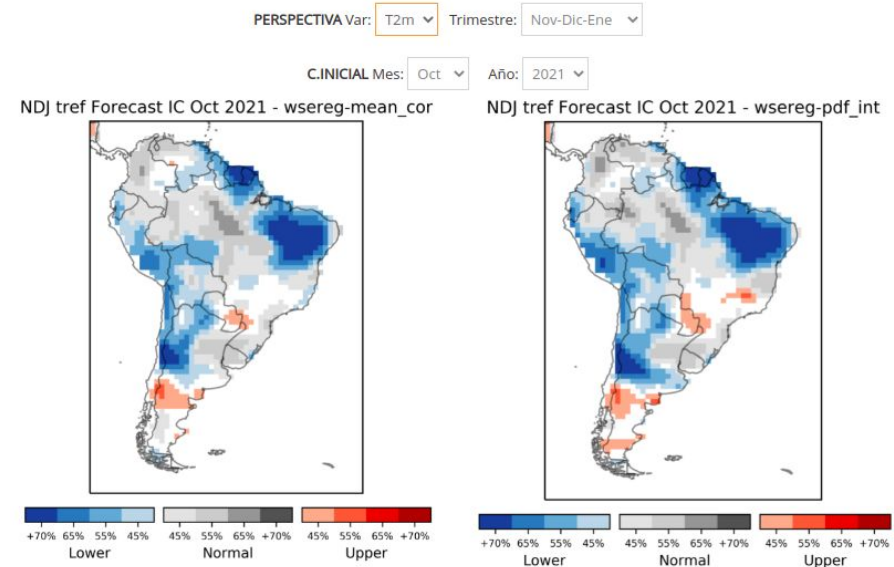 PERSPECTIVA Var: T2m Trimestre: Nov-Dic-Ene
C.INICIAL Mes: Oct Año: 2021
NDJ tref Forecast IC Oct 2021 - wsereg-mean_cor
NDJ tref Forecast IC Oct 2021 - wsereg-pdf_int
+70% 65% 55% 45%
Lower
45% 55% 65% +70%
Normal
45% 55% 65% +70%
Upper
+70% 65% 55% 45%
Lower
45% 55% 65% +70%
Normal
45% 55% 65% +70%
Upper